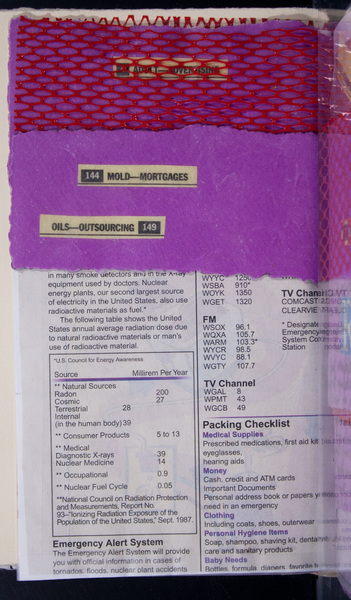 144 MOLD—MORTGAGES
OILS—OUTSOURCING 149
in many smoke detectors and in the X-ray
equipment used by doctors. Nuclear
energy plants, our second largest source
of electricity in the United States, also use
radioactive materials as fuel.*
The following table shows the United
States annual average radiation dose due
to natural radioactive materials or man's
use of radioactive material.
*U.S. Council for Energy Awareness
Source Millirem Per Year
** Natural Sources
Radon 200
Cosmic 27
Terrestrial 28
Internal
(in the human body) 39
** Consumer Products 5 to 13
** Medical
Diagnostic X-rays 39
Nuclear Medicine 14
** Occupational 0.9
** Nuclear Fuel Cycle 0.05
**National Council on Radiation Protection
and Measurements, Report No.
93–"Ionizing Radiation Exposure of the
Population of the United States," Sept. 1987.
Emergency Alert System
The Emergency Alert System will provide
you with official information in cases of
tornados, floods, nuclear plant accidents
WYYC 1250
WSBA 910*
WOYK 1350
WGET 1320
FM
WSOX 96.1
WQXA 105.7
WARM 103.3*
WYCR 98.5
WVYC 88.1
WGTY 107.7
TV Channel
WGAL 8
WPMT 43
WGCB 49
TV Channel
COMCAST
CLEARVIE
* Designate
Emergency
System
Station
Packing Checklist
Medical Supplies
Prescribed medications, first aid kit
eyeglasses,
hearing aids
Money
Cash, credit and ATM cards
Important Documents
Personal address book or papers
need in an emergency
Clothing
Including coats, shoes, outerwear
Personal Hygiene Items
Soap, shampoo, shaving kit,
care and sanitary products
Baby Needs
Bottles, formula, diapers, favorite